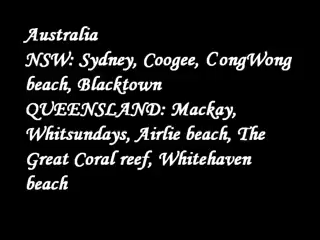 Australia
NSW: Sydney, Coogee, CongWong
beach, Blacktown
QUEENSLAND: Mackay,
Whitsundays, Airlie beach, The
Great Coral reef, Whitehaven
beach